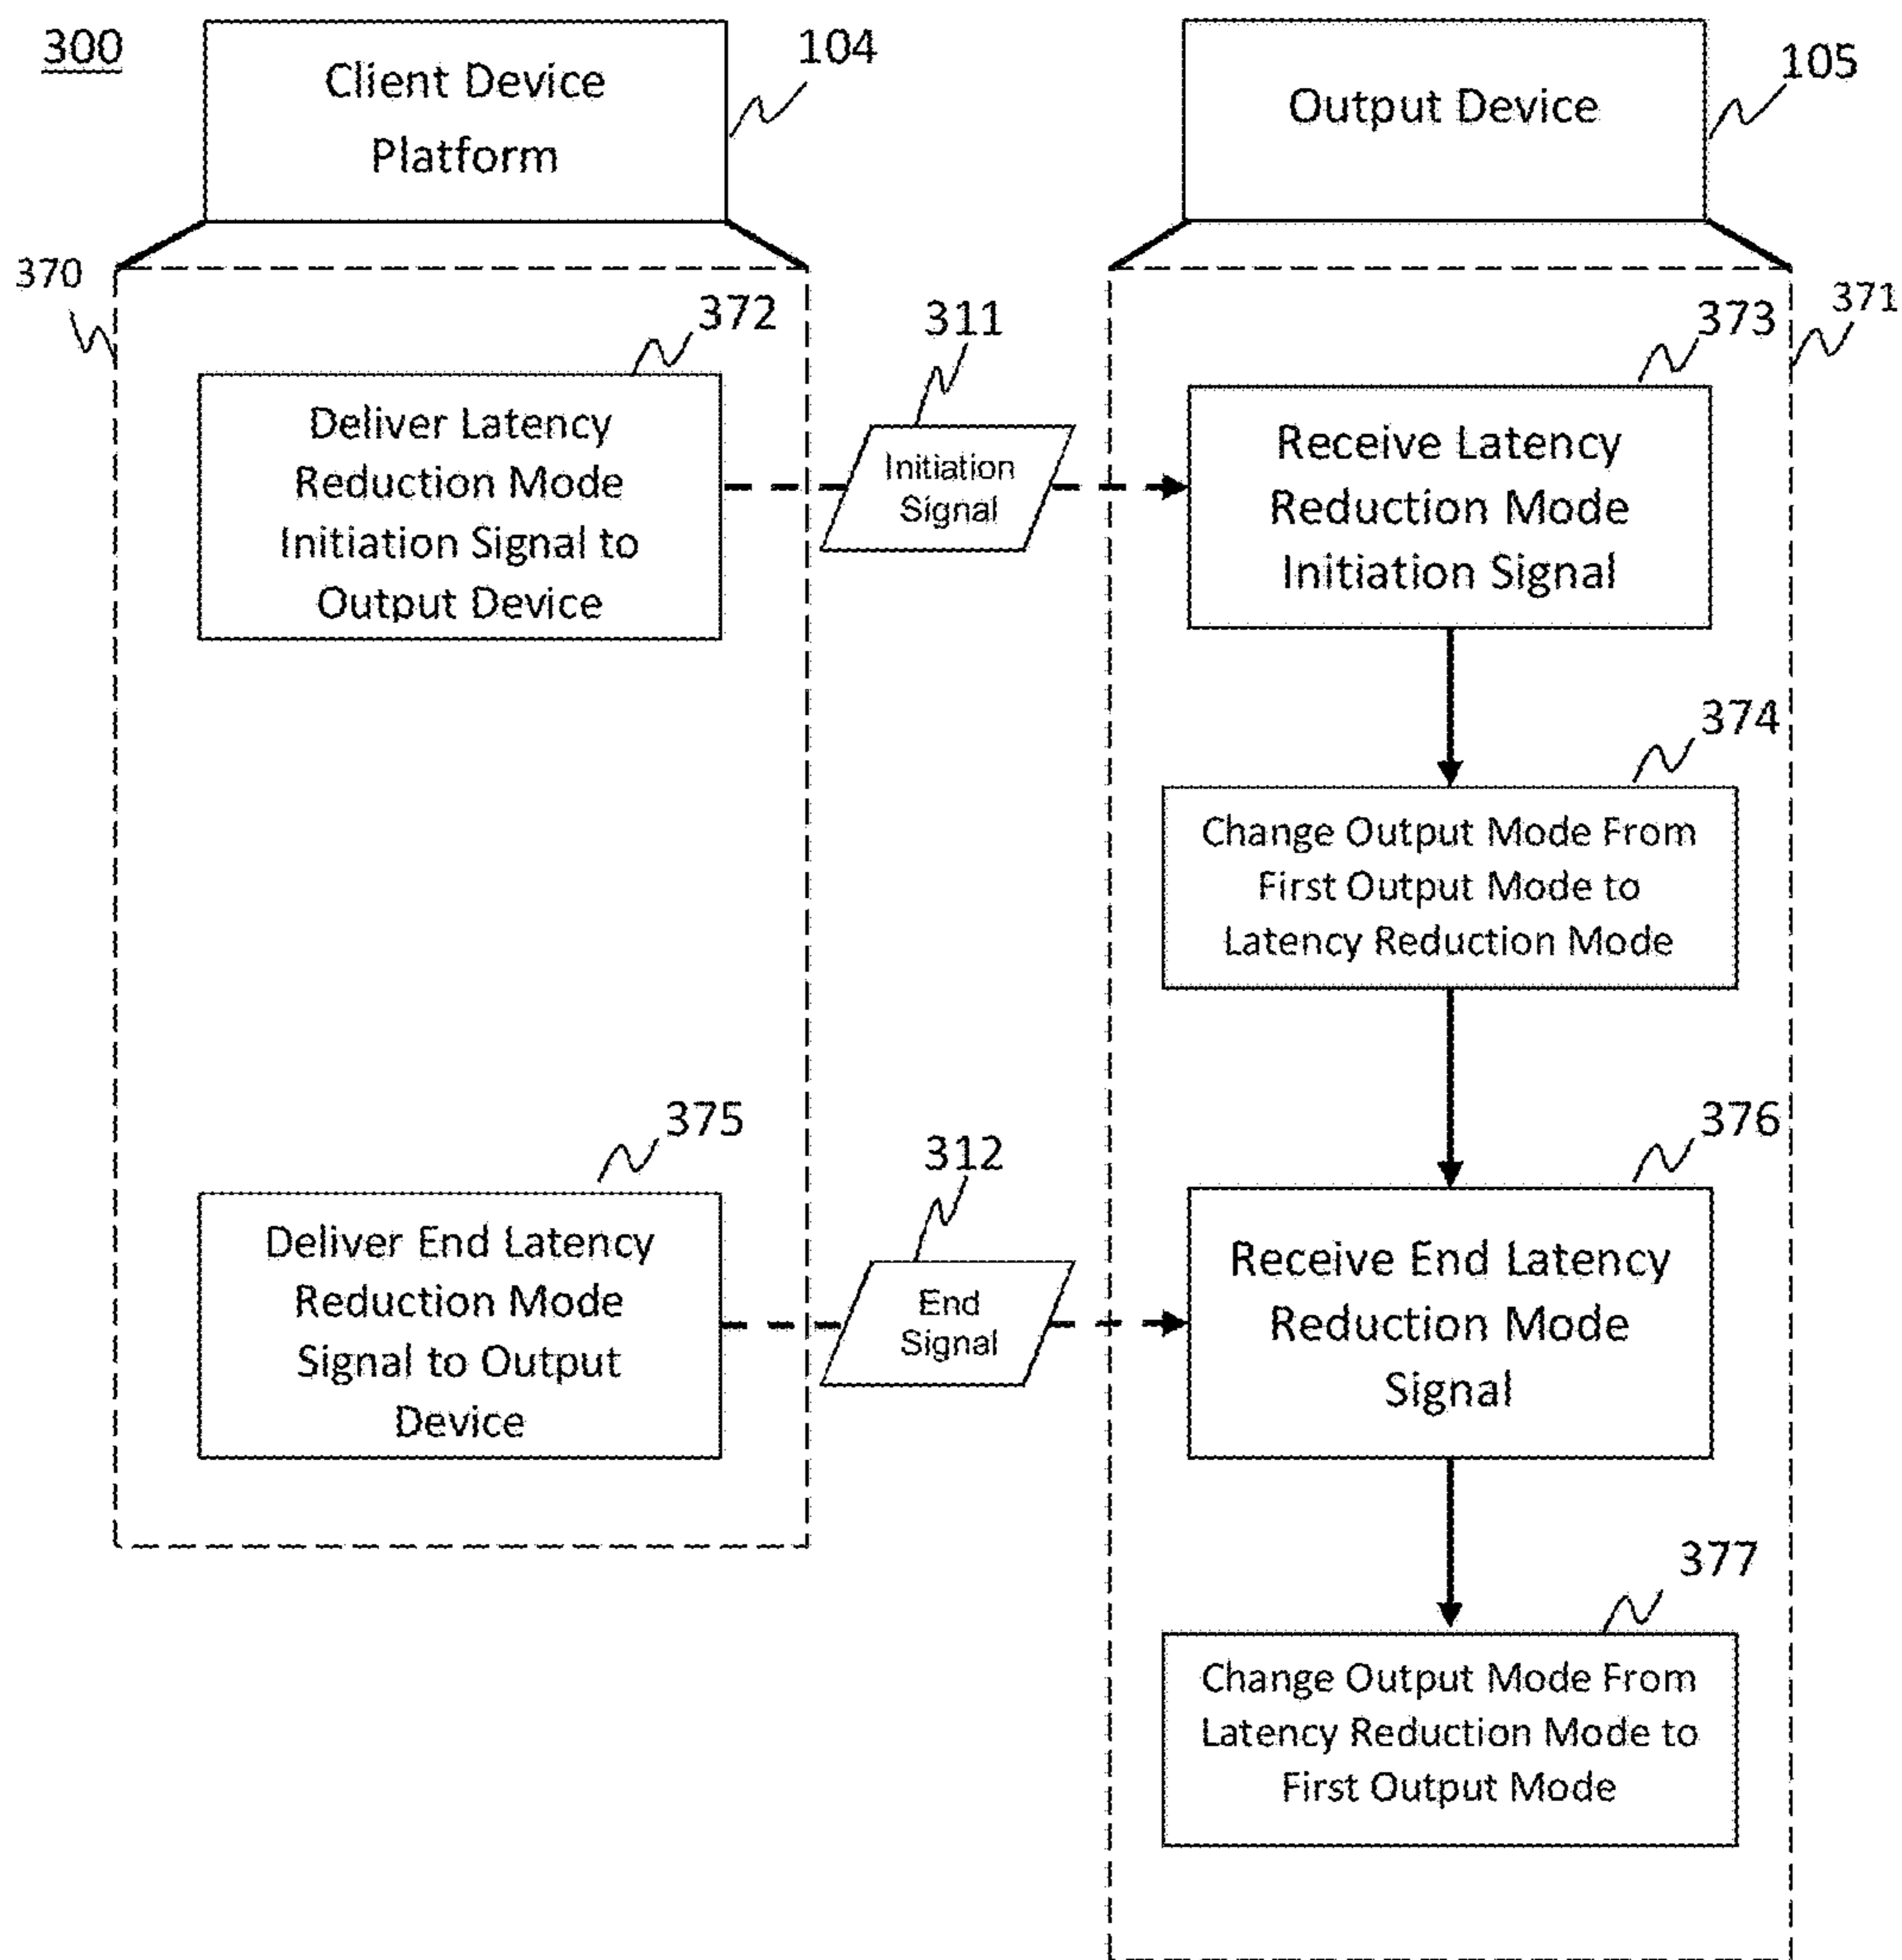 300
Client Device
Platform
104
Output Device
105
370
371
372
Deliver Latency
Reduction Mode
Initiation Signal to
Output Device
311
Initiation
Signal
373
Receive Latency
Reduction Mode
Initiation Signal
374
Change Output Mode From
First Output Mode to
Latency Reduction Mode
375
Deliver End Latency
Reduction Mode
Signal to Output
Device
312
End
Signal
376
Receive End Latency
Reduction Mode
Signal
377
Change Output Mode From
Latency Reduction Mode to
First Output Mode